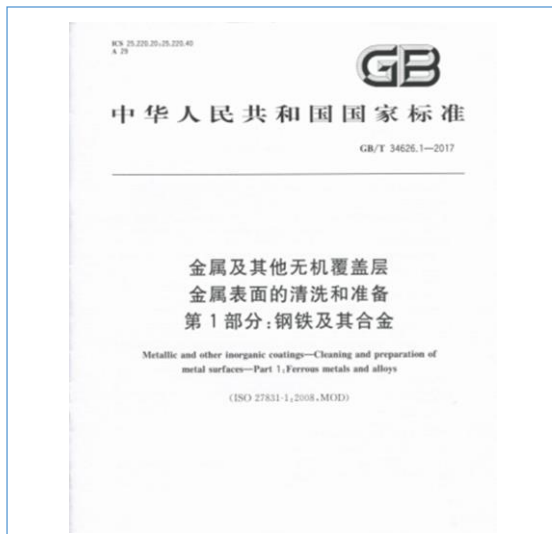 ICS 25.220.20;25.220.40
A 29
GB
中华人民共和国国家标准
GB/T 34626.1—2017
金属及其他无机覆盖层
金属表面的清洗和准备
第1部分:钢铁及其合金
Metallic and other inorganic coatings—Cleaning and preparation of
metal surfaces—Part 1:Ferrous metals and alloys
(ISO 27831-1:2008,MOD)